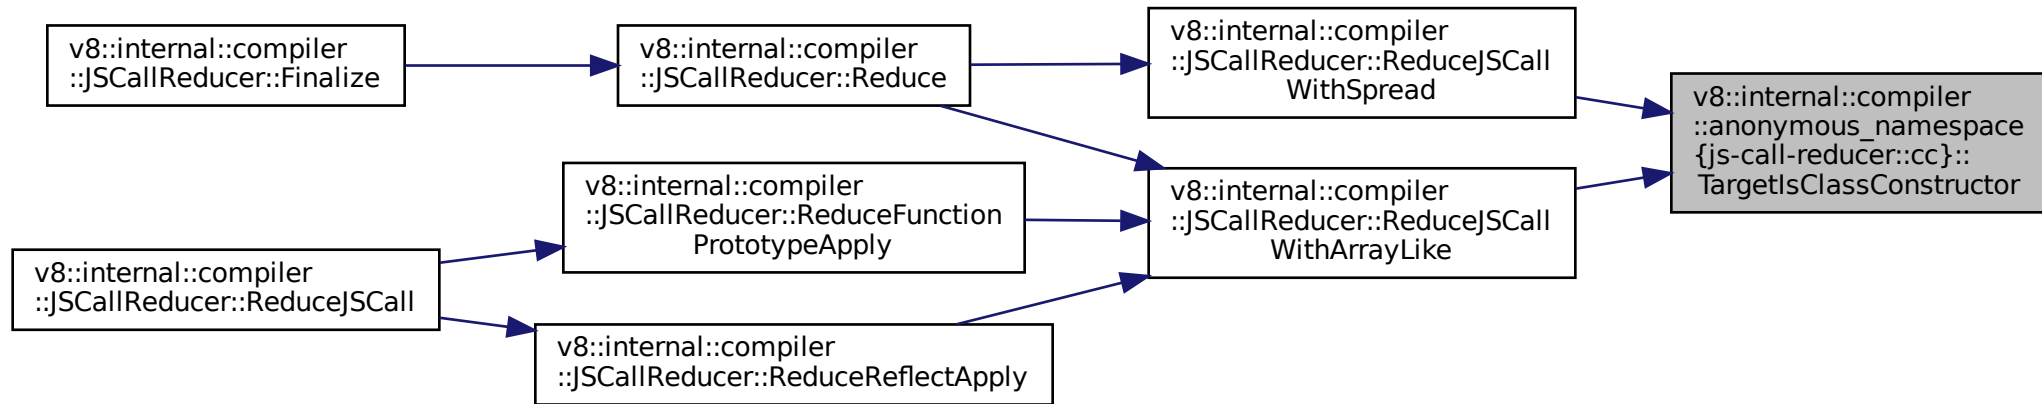 v8::internal::compiler
::JSCallReducer::Finalize
v8::internal::compiler
::JSCallReducer::Reduce
v8::internal::compiler
::JSCallReducer::ReduceJSCall
WithSpread
v8::internal::compiler
::anonymous_namespace
{js-call-reducer::cc}::
TargetIsClassConstructor
v8::internal::compiler
::JSCallReducer::ReduceFunction
PrototypeApply
v8::internal::compiler
::JSCallReducer::ReduceJSCall
WithArrayLike
v8::internal::compiler
::JSCallReducer::ReduceJSCall
v8::internal::compiler
::JSCallReducer::ReduceReflectApply